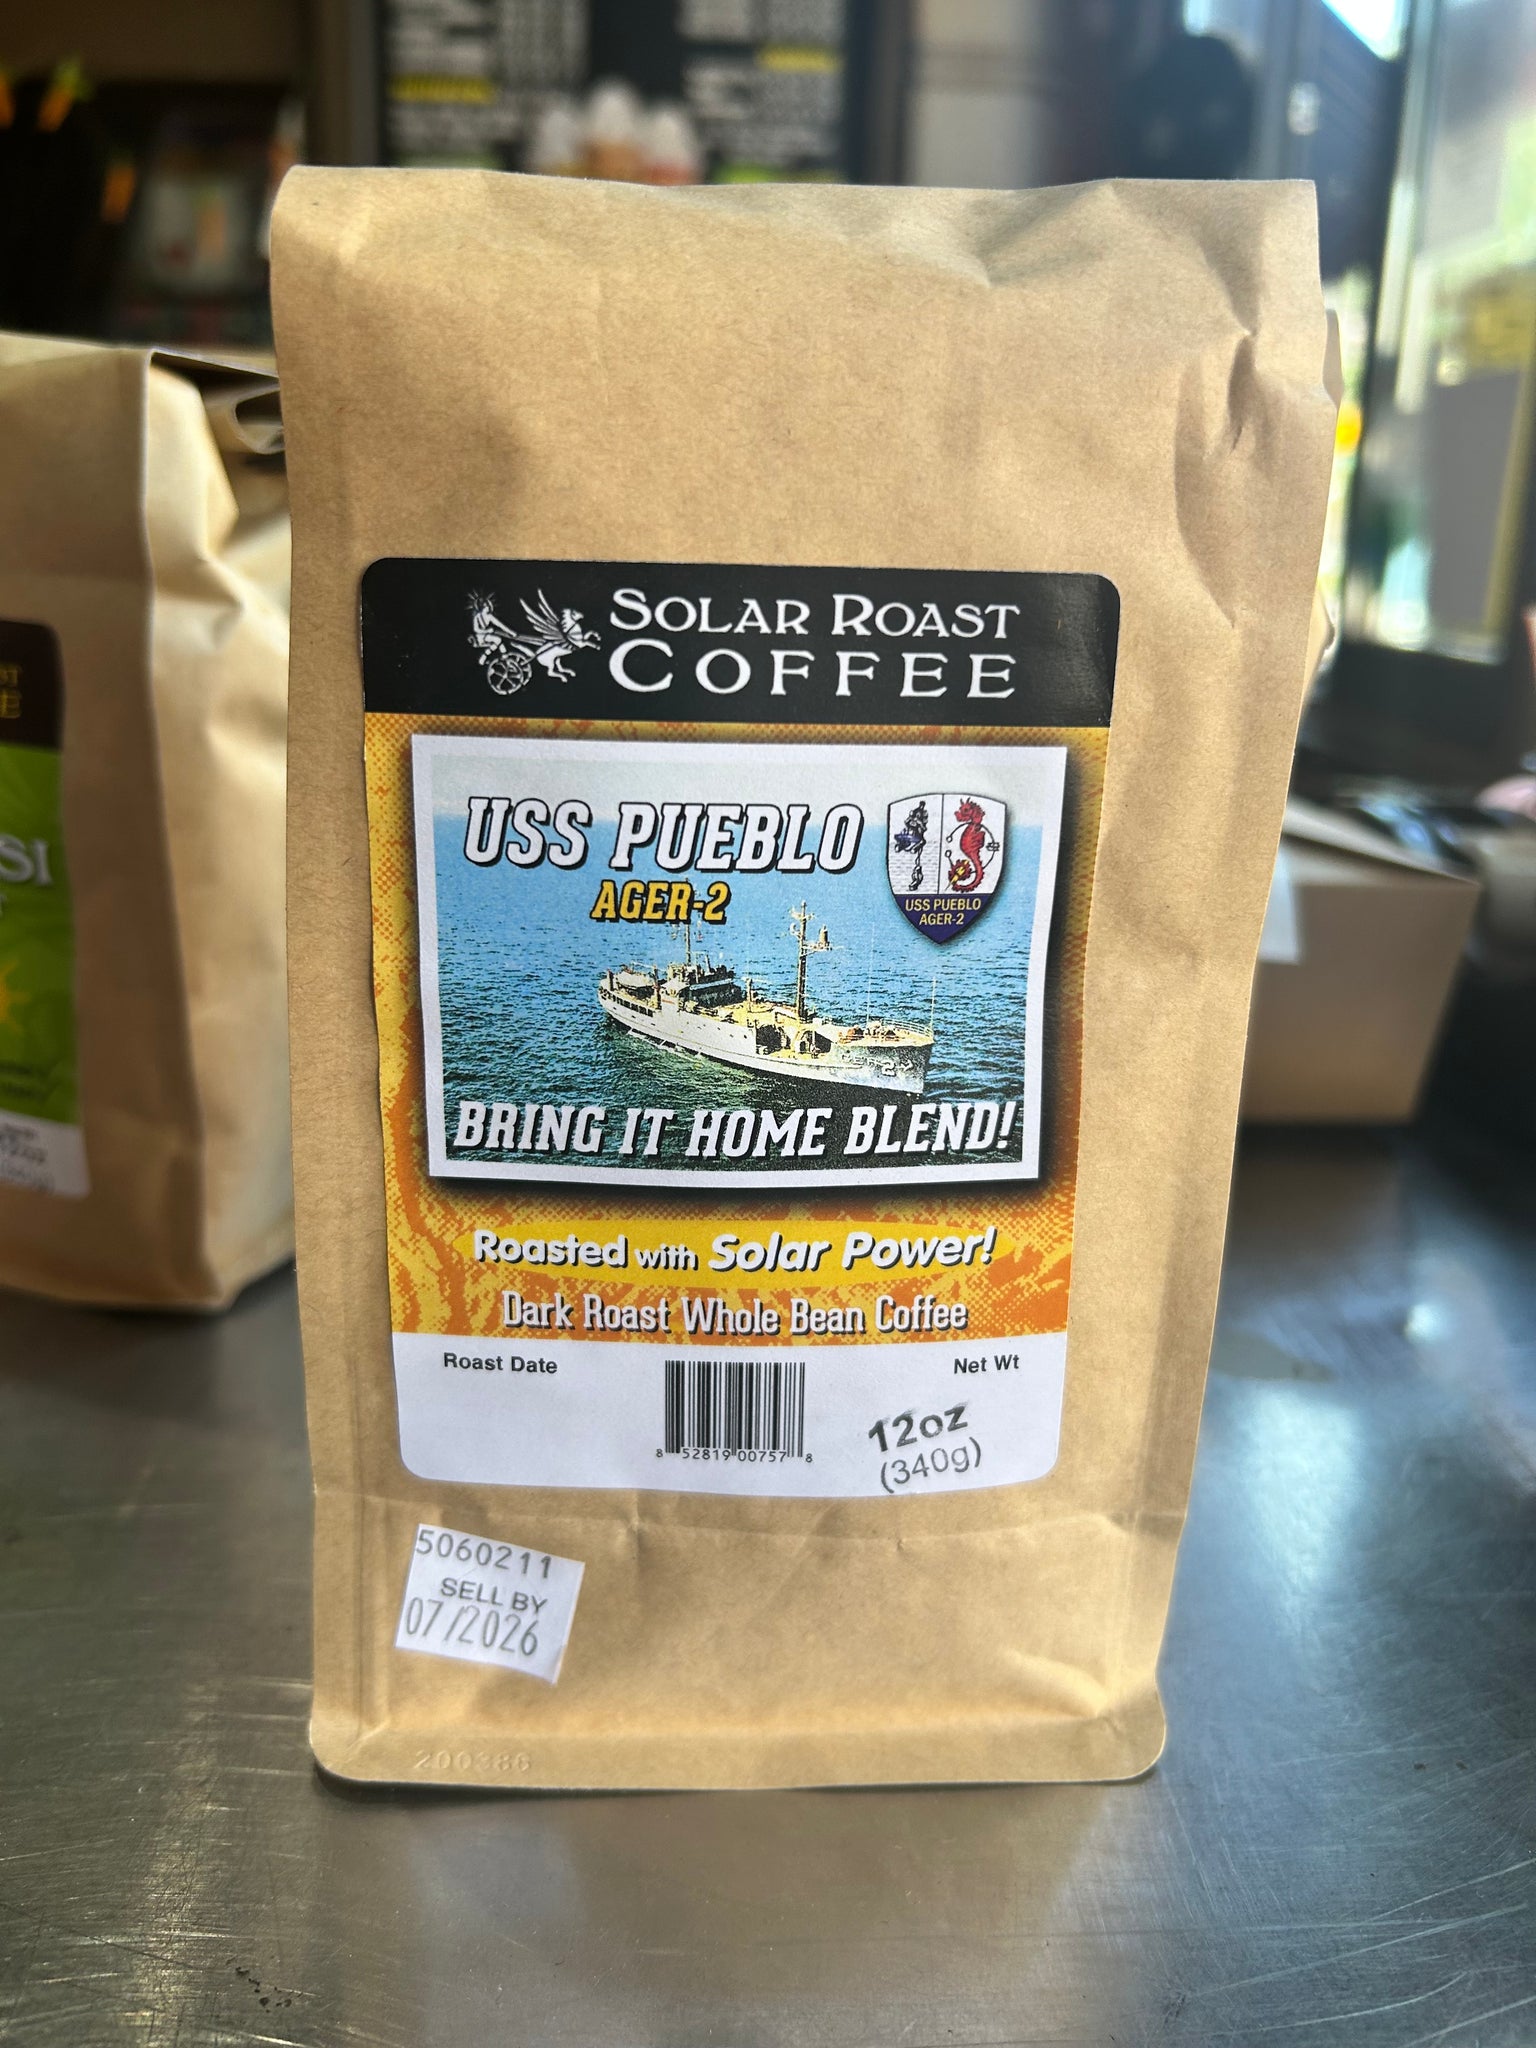 SOLAR ROAST
COFFEE
USS PUEBLO
AGER-2
USS PUEBLO
AGER-2
BRING IT HOME BLEND!
Roasted with Solar Power!
Dark Roast Whole Bean Coffee
Roast Date
Net Wt
12oz
(340g)
8 52819 00757 8
5060211
SELL BY
07/2026
200386